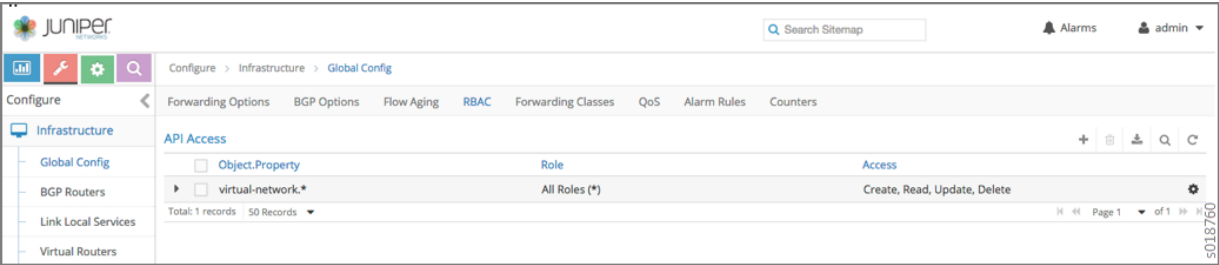 JUNIPER
NETWORKS
Search Sitemap
Alarms
admin
Configure > Infrastructure > Global Config
Configure
Forwarding Options BGP Options Flow Aging RBAC Forwarding Classes QoS Alarm Rules Counters
Infrastructure
Global Config
BGP Routers
Link Local Services
Virtual Routers
API Access
Object.Property Role Access
virtual-network.* All Roles (*) Create, Read, Update, Delete
Total: 1 records 50 Records
Page 1 of 1
s018760